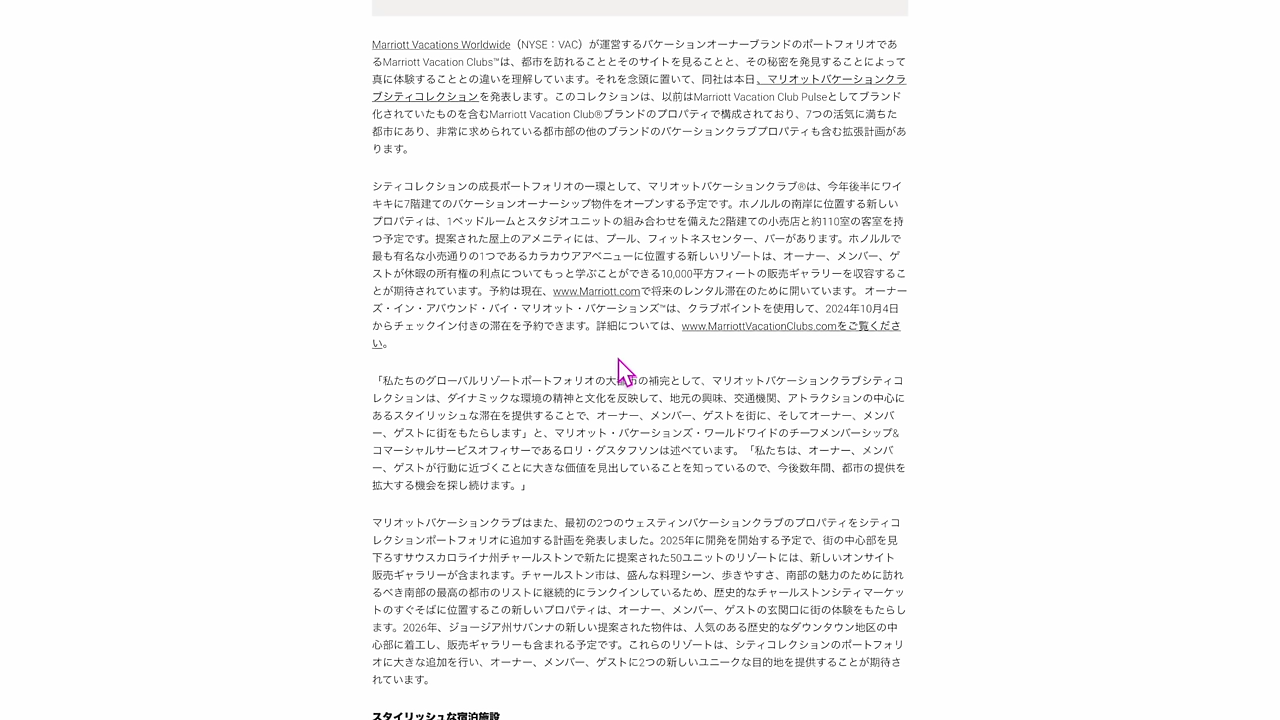 Marriott Vacations Worldwide（NYSE：VAC）が運営するバケーションオーナーブランドのポートフォリオであ
るMarriott Vacation Clubs™は、都市を訪れることとそのサイトを見ることと、その秘密を発見することによって
真に体験することとの違いを理解しています。それを念頭に置いて、同社は本日、マリオットバケーションクラ
ブシティコレクションを発表します。このコレクションは、以前はMarriott Vacation Club Pulseとしてブランド
化されていたものを含むMarriott Vacation Club®ブランドのプロパティで構成されており、7つの活気に満ちた
都市にあり、非常に求められている都市部の他のブランドのバケーションクラブプロパティも含む拡張計画があ
ります。
シティコレクションの成長ポートフォリオの一環として、マリオットバケーションクラブ®は、今年後半にワイ
キキに7階建てのバケーションオーナーシップ物件をオープンする予定です。ホノルルの南岸に位置する新しい
プロパティは、1ベッドルームとスタジオユニットの組み合わせを備えた2階建ての小売店と約110室の客室を持
つ予定です。提案された屋上のアメニティには、プール、フィットネスセンター、バーがあります。ホノルルで
最も有名な小売通りの1つであるカラカウアアベニューに位置する新しいリゾートは、オーナー、メンバー、ゲ
ストが休暇の所有権の利点についてもっと学ぶことができる10,000平方フィートの販売ギャラリーを収容するこ
とが期待されています。予約は現在、www.Marriott.comで将来のレンタル滞在のために開いています。 オーナー
ズ・イン・アバウンド・バイ・マリオット・バケーションズ™は、クラブポイントを使用して、2024年10月4日
からチェックイン付きの滞在を予約できます。詳細については、www.MarriottVacationClubs.comをご覧くださ
い。
「私たちのグローバルリゾートポートフォリオの大都市の補完として、マリオットバケーションクラブシティコ
レクションは、ダイナミックな環境の精神と文化を反映して、地元の興味、交通機関、アトラクションの中心に
あるスタイリッシュな滞在を提供することで、オーナー、メンバー、ゲストを街に、そしてオーナー、メンバ
ー、ゲストに街をもたらします」と、マリオット・バケーションズ・ワールドワイドのチーフメンバーシップ&
コマーシャルサービスオフィサーであるロリ・グスタフソンは述べています。「私たちは、オーナー、メンバ
ー、ゲストが行動に近づくことに大きな価値を見出していることを知っているので、今後数年間、都市の提供を
拡大する機会を探し続けます。」
マリオットバケーションクラブはまた、最初の2つのウェスティンバケーションクラブのプロパティをシティコ
レクションポートフォリオに追加する計画を発表しました。2025年に開発を開始する予定で、街の中心部を見
下ろすサウスカロライナ州チャールストンで新たに提案された50ユニットのリゾートには、新しいオンサイト
販売ギャラリーが含まれます。チャールストン市は、盛んな料理シーン、歩きやすさ、南部の魅力のために訪れ
るべき南部の最高の都市のリストに継続的にランクインしているため、歴史的なチャールストンシティマーケッ
トのすぐそばに位置するこの新しいプロパティは、オーナー、メンバー、ゲストの玄関口に街の体験をもたらし
ます。2026年、ジョージア州サバンナの新しい提案された物件は、人気のある歴史的なダウンタウン地区の中
心部に着工し、販売ギャラリーも含まれる予定です。これらのリゾートは、シティコレクションのポートフォリ
オに大きな追加を行い、オーナー、メンバー、ゲストに2つの新しいユニークな目的地を提供することが期待さ
れています。
スタイリッシュな宿泊施設